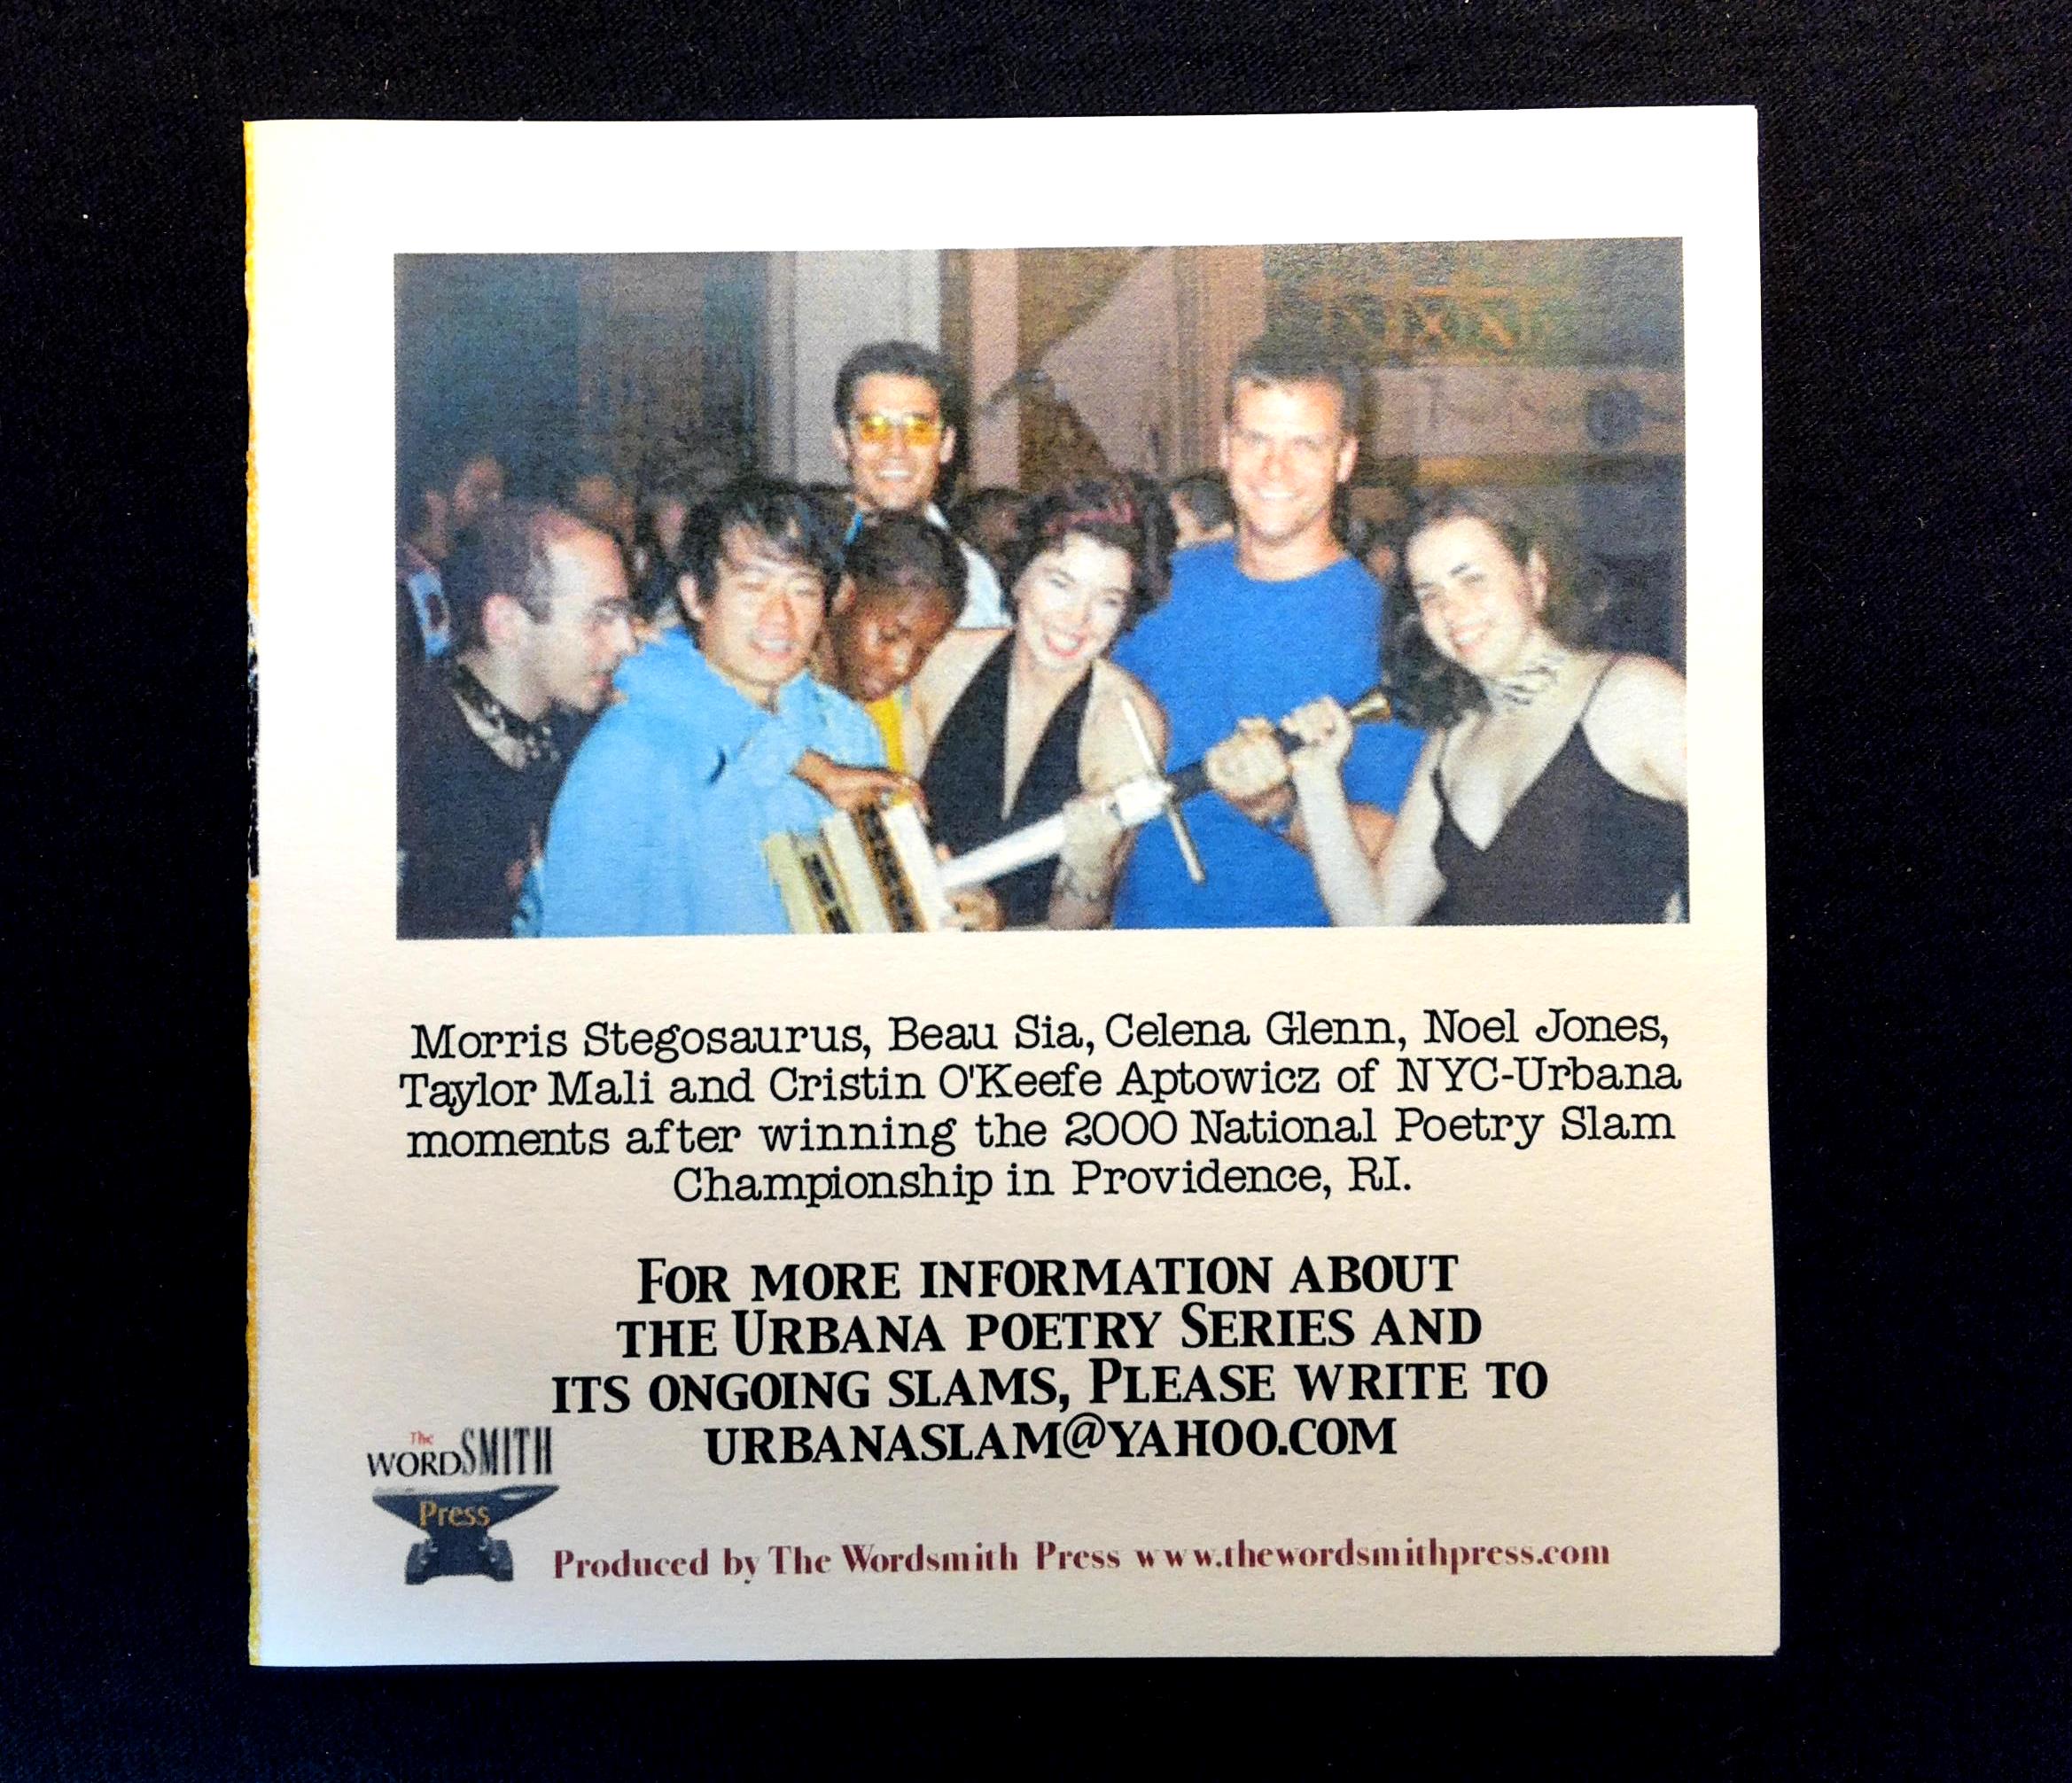 Morris Stegosaurus, Beau Sia, Celena Glenn, Noel Jones,
Taylor Mali and Cristin O'Keefe Aptowicz of NYC-Urbana
moments after winning the 2000 National Poetry Slam
Championship in Providence, RI.
FOR MORE INFORMATION ABOUT
THE URBANA POETRY SERIES AND
ITS ONGOING SLAMS, PLEASE WRITE TO
URBANASLAM@YAHOO.COM
The
WORDSMITH
Press
Produced by The Wordsmith Press www.thewordsmithpress.com